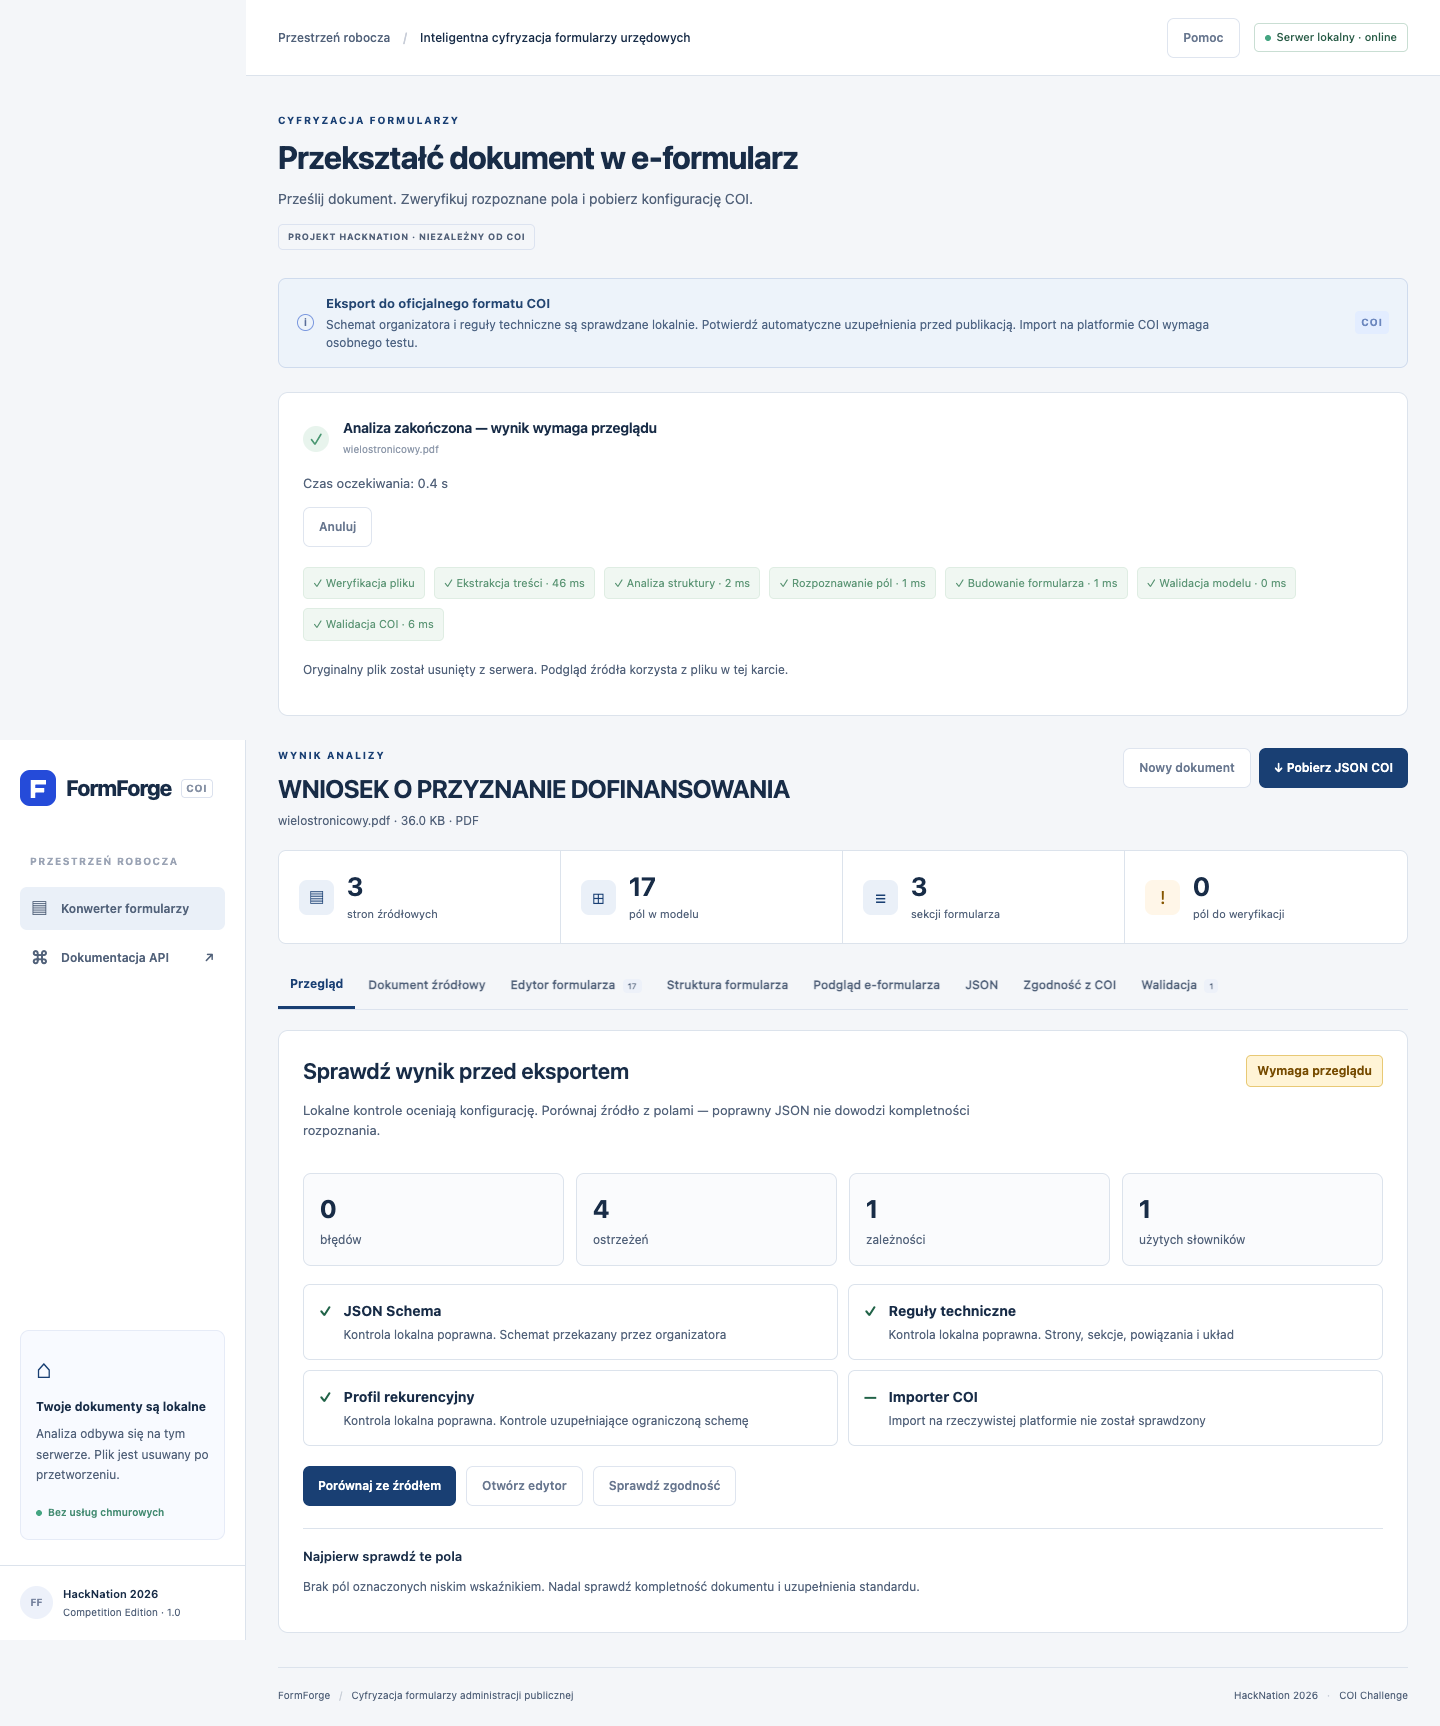 Przestrzeń robocza / Inteligentna cyfryzacja formularzy urzędowych
Pomoc
Serwer lokalny · online
CYFRYZACJA FORMULARZY
Przekształć dokument w e-formularz
Prześlij dokument. Zweryfikuj rozpoznane pola i pobierz konfigurację COI.
PROJEKT HACKNATION · NIEZALEŻNY OD COI
i
Eksport do oficjalnego formatu COI
Schemat organizatora i reguły techniczne są sprawdzane lokalnie. Potwierdź automatyczne uzupełnienia przed publikacją. Import na platformie COI wymaga
osobnego testu.
COI
✓ Analiza zakończona — wynik wymaga przeglądu
wielostronicowy.pdf
Czas oczekiwania: 0.4 s
Anuluj
✓ Weryfikacja pliku
✓ Ekstrakcja treści · 46 ms
✓ Analiza struktury · 2 ms
✓ Rozpoznawanie pól · 1 ms
✓ Budowanie formularza · 1 ms
✓ Walidacja modelu · 0 ms
✓ Walidacja COI · 6 ms
Oryginalny plik został usunięty z serwera. Podgląd źródła korzysta z pliku w tej karcie.
F FormForge COI
PRZESTRZEŃ ROBOCZA
Konwerter formularzy
⌘ Dokumentacja API ↗
Twoje dokumenty są lokalne
Analiza odbywa się na tym
serwerze. Plik jest usuwany po
przetworzeniu.
Bez usług chmurowych
FF
HackNation 2026
Competition Edition · 1.0
WYNIK ANALIZY
WNIOSEK O PRZYZNANIE DOFINANSOWANIA
wielostronicowy.pdf · 36.0 KB · PDF
Nowy dokument
↓ Pobierz JSON COI
3
stron źródłowych
17
pól w modelu
3
sekcji formularza
!
0
pól do weryfikacji
Przegląd
Dokument źródłowy
Edytor formularza 17
Struktura formularza
Podgląd e-formularza
JSON
Zgodność z COI
Walidacja 1
Sprawdź wynik przed eksportem
Wymaga przeglądu
Lokalne kontrole oceniają konfigurację. Porównaj źródło z polami — poprawny JSON nie dowodzi kompletności
rozpoznania.
0
błędów
4
ostrzeżeń
1
zależności
1
użytych słowników
✓ JSON Schema
Kontrola lokalna poprawna. Schemat przekazany przez organizatora
✓ Reguły techniczne
Kontrola lokalna poprawna. Strony, sekcje, powiązania i układ
✓ Profil rekurencyjny
Kontrola lokalna poprawna. Kontrole uzupełniające ograniczoną schemę
— Importer COI
Import na rzeczywistej platformie nie został sprawdzony
Porównaj ze źródłem
Otwórz edytor
Sprawdź zgodność
Najpierw sprawdź te pola
Brak pól oznaczonych niskim wskaźnikiem. Nadal sprawdź kompletność dokumentu i uzupełnienia standardu.
FormForge / Cyfryzacja formularzy administracji publicznej
HackNation 2026 · COI Challenge